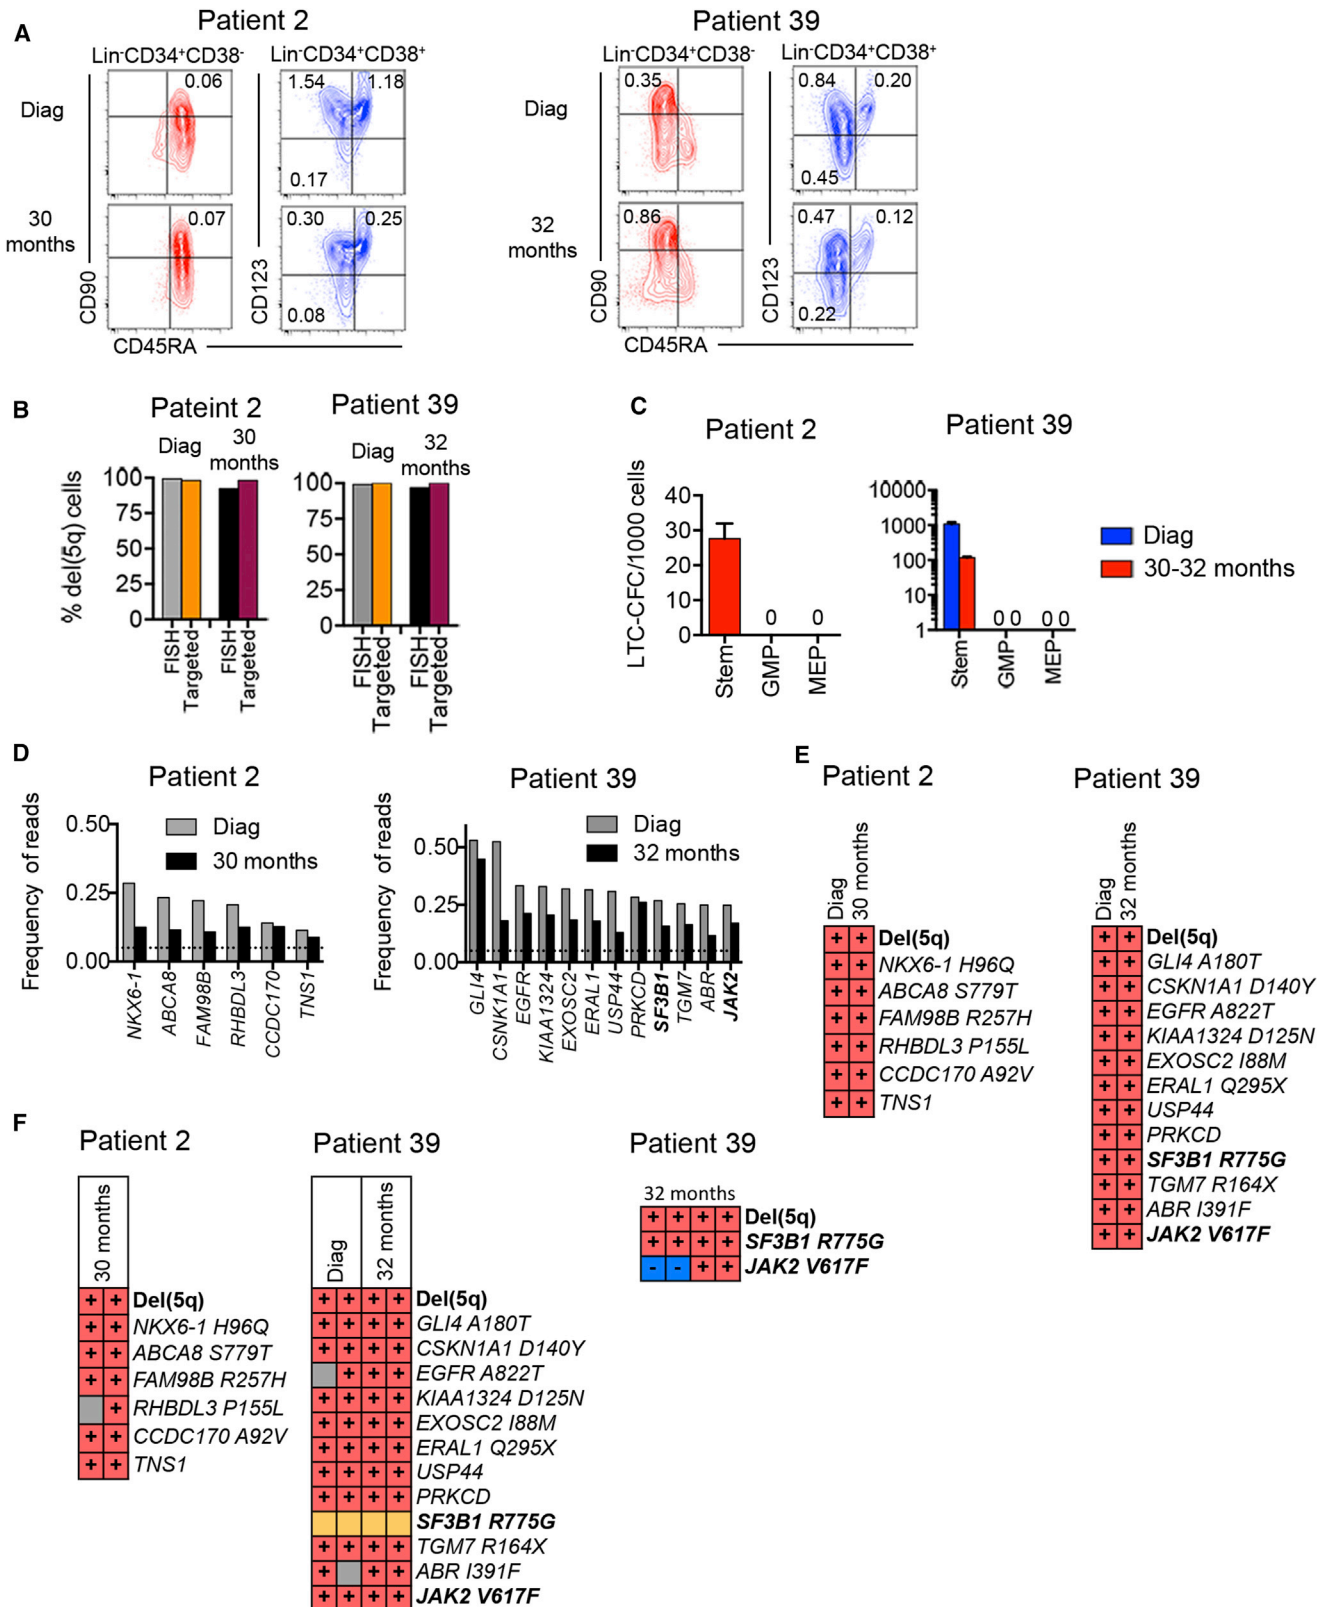 A
Patient 2
Lin-CD34+CD38-
Lin-CD34+CD38+
Diag
0.06
1.54
1.18
0.17
30
months
0.07
0.30
0.25
0.08
CD90
CD123
CD45RA
Patient 39
Lin-CD34+CD38-
Lin-CD34+CD38+
Diag
0.35
0.84
0.20
0.45
32
months
0.86
0.47
0.12
0.22
CD90
CD123
CD45RA
B
Pateint 2
Diag
30
months
% del(5q) cells
100
75
50
25
0
FISH
Targeted
FISH
Targeted
Patient 39
Diag
32
months
100
75
50
25
0
FISH
Targeted
FISH
Targeted
C
Patient 2
LTC-CFC/1000 cells
40
30
20
10
0
0
0
Stem
GMP
MEP
Patient 39
10000
1000
100
10
1
0 0
0 0
Stem
GMP
MEP
Diag
30-32 months
D
Patient 2
Frequency of reads
0.50
0.25
0.00
Diag
30 months
NKX6-1
ABCA8
FAM98B
RHBDL3
CCDC170
TNS1
Patient 39
Frequency of reads
0.50
0.25
0.00
Diag
32 months
GLI4
CSNK1A1
EGFR
KIAA1324
EXOSC2
ERAL1
USP44
PRKCD
SF3B1
TGM7
ABR
JAK2
E
Patient 2
Diag
30 months
+ + Del(5q)
+ + NKX6-1 H96Q
+ + ABCA8 S779T
+ + FAM98B R257H
+ + RHBDL3 P155L
+ + CCDC170 A92V
+ + TNS1
Patient 39
Diag
32 months
+ + Del(5q)
+ + GLI4 A180T
+ + CSKN1A1 D140Y
+ + EGFR A822T
+ + KIAA1324 D125N
+ + EXOSC2 I88M
+ + ERAL1 Q295X
+ + USP44
+ + PRKCD
+ + SF3B1 R775G
+ + TGM7 R164X
+ + ABR I391F
+ + JAK2 V617F
F
Patient 2
30 months
+ + Del(5q)
+ + NKX6-1 H96Q
+ + ABCA8 S779T
+ + FAM98B R257H
+ RHBDL3 P155L
+ + CCDC170 A92V
+ + TNS1
Patient 39
Diag
32 months
+ + + + Del(5q)
+ + + + GLI4 A180T
+ + + + CSKN1A1 D140Y
+ + + EGFR A822T
+ + + + KIAA1324 D125N
+ + + + EXOSC2 I88M
+ + + + ERAL1 Q295X
+ + + + USP44
+ + + + PRKCD
SF3B1 R775G
+ + + + TGM7 R164X
+ + + ABR I391F
+ + + + JAK2 V617F
Patient 39
32 months
+ + + + Del(5q)
+ + + + SF3B1 R775G
- - + + JAK2 V617F